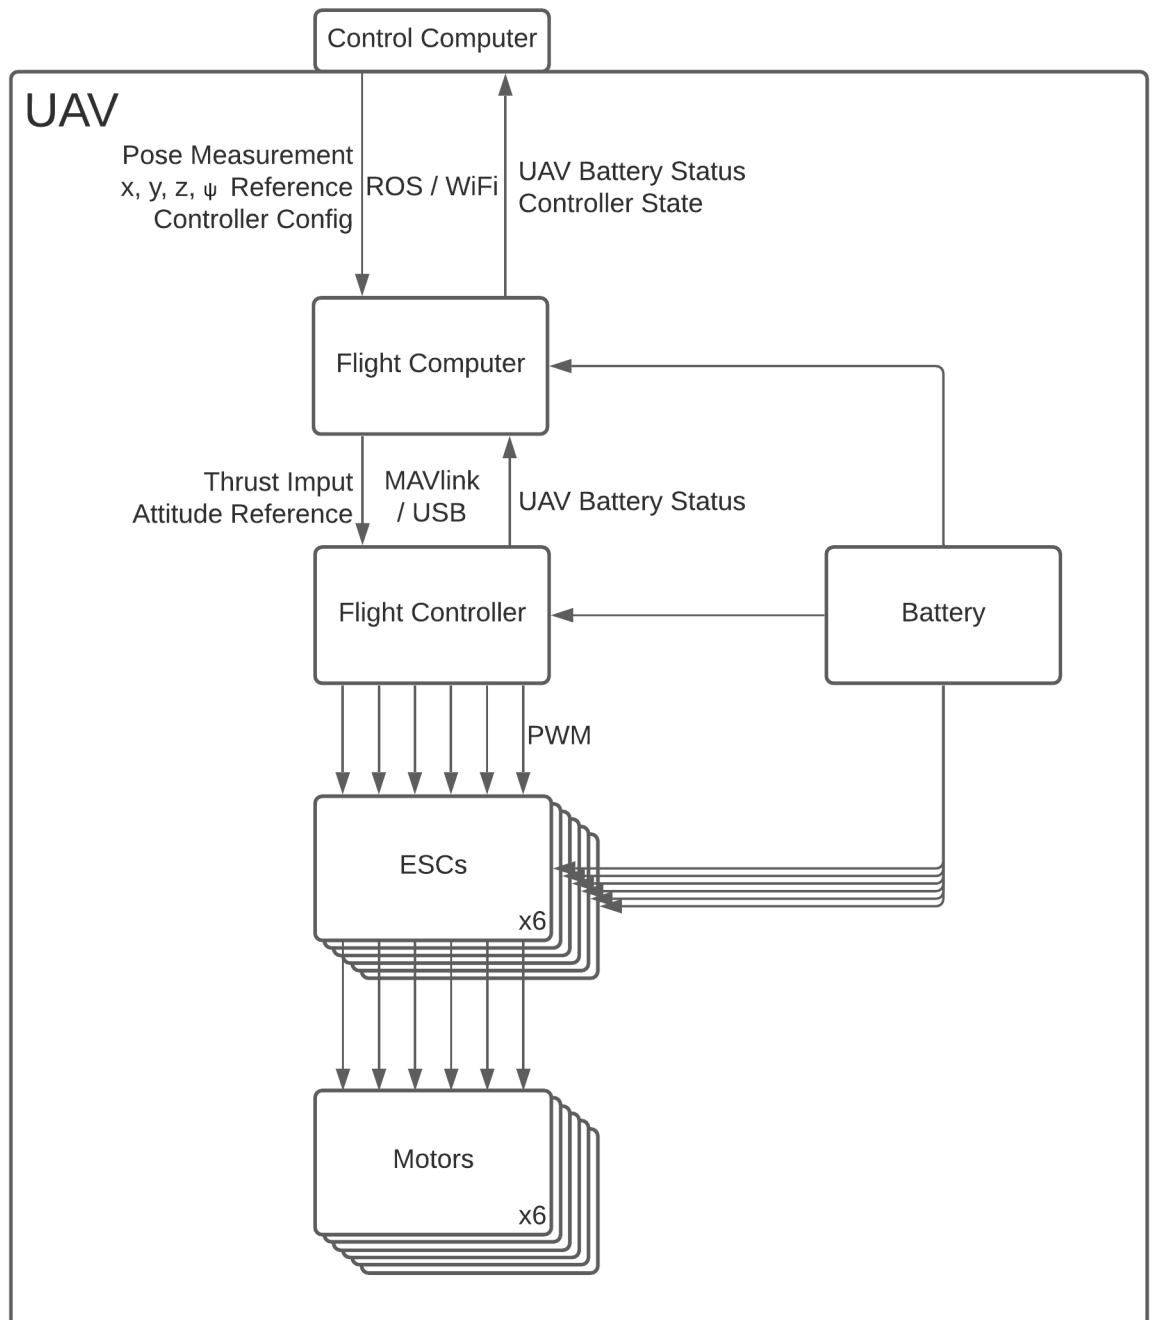 Control Computer
UAV
Pose Measurement
x, y, z, ψ Reference
Controller Config
ROS / WiFi
UAV Battery Status
Controller State
Flight Computer
Thrust Imput
Attitude Reference
MAVlink
/ USB
UAV Battery Status
Flight Controller
Battery
PWM
ESCs
x6
Motors
x6